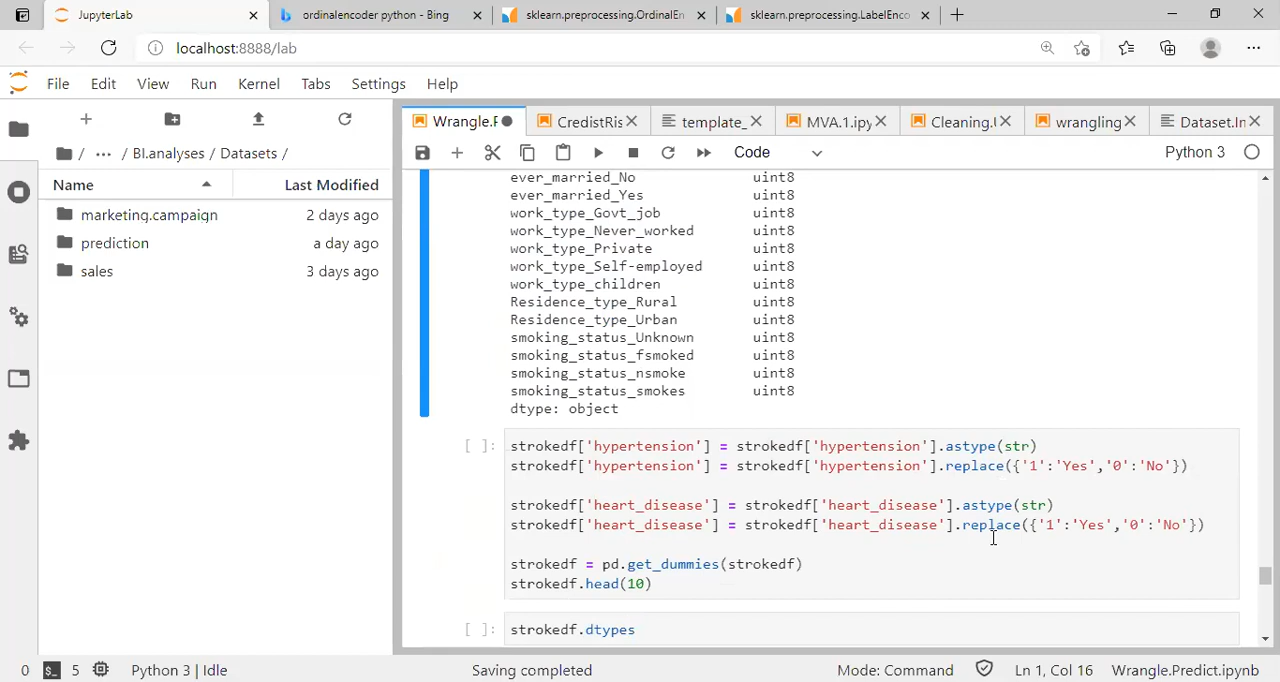 JupyterLab
ordinalencoder python - Bing
sklearn.preprocessing.OrdinalEn
sklearn.preprocessing.LabelEnco
localhost:8888/lab
File Edit View Run Kernel Tabs Settings Help
Wrangle.F
CredistRis
template_
MVA.1.ipy
Cleaning.
wrangling
Dataset.In
/ ... / BI.analyses / Datasets /
Code
Python 3
Name Last Modified
marketing.campaign 2 days ago
prediction a day ago
sales 3 days ago
ever_married_No uint8
ever_married_Yes uint8
work_type_Govt_job uint8
work_type_Never_worked uint8
work_type_Private uint8
work_type_Self-employed uint8
work_type_children uint8
Residence_type_Rural uint8
Residence_type_Urban uint8
smoking_status_Unknown uint8
smoking_status_fsmoked uint8
smoking_status_nsmoke uint8
smoking_status_smokes uint8
dtype: object
[ ]: strokedf['hypertension'] = strokedf['hypertension'].astype(str)
strokedf['hypertension'] = strokedf['hypertension'].replace({'1':'Yes','0':'No'})
strokedf['heart_disease'] = strokedf['heart_disease'].astype(str)
strokedf['heart_disease'] = strokedf['heart_disease'].replace({'1':'Yes','0':'No'})
strokedf = pd.get_dummies(strokedf)
strokedf.head(10)
[ ]: strokedf.dtypes
0 5 Python 3 | Idle Saving completed Mode: Command Ln 1, Col 16 Wrangle.Predict.ipynb